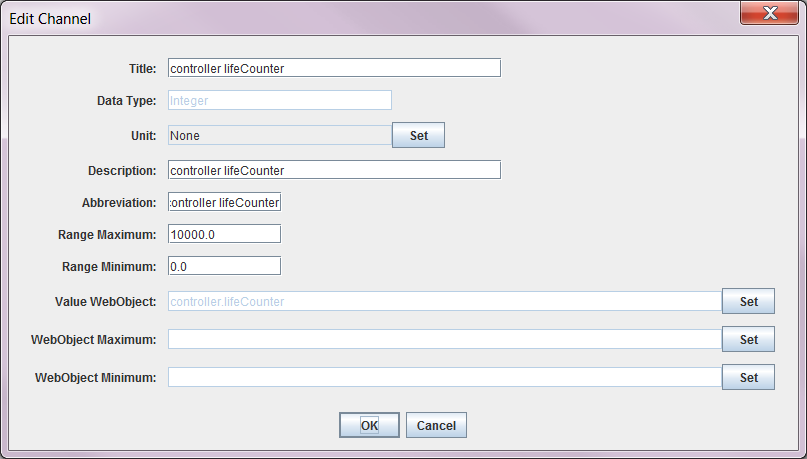 Edit Channel
Title: controller lifeCounter
Data Type: Integer
Unit: None Set
Description: controller lifeCounter
Abbreviation: controller lifeCounter
Range Maximum: 10000.0
Range Minimum: 0.0
Value WebObject: controller.lifeCounter Set
WebObject Maximum: Set
WebObject Minimum: Set
OK Cancel